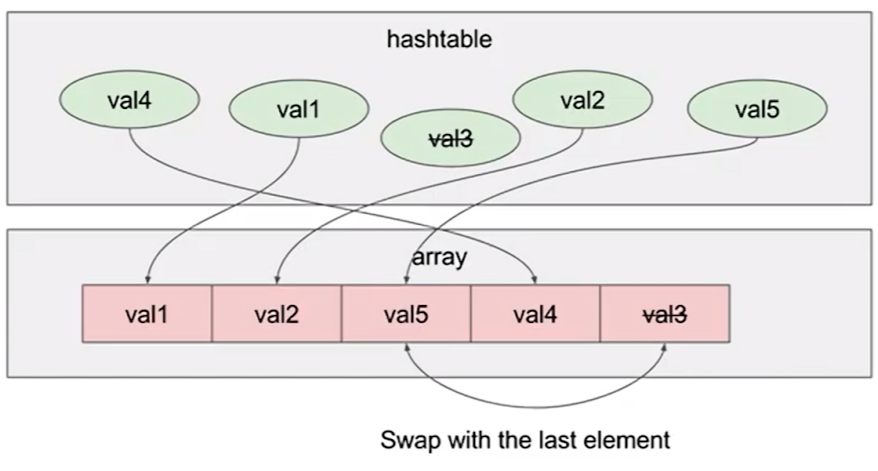 hashtable
val4
val1
val3
val2
val5
array
val1 val2 val5 val4 val3
Swap with the last element